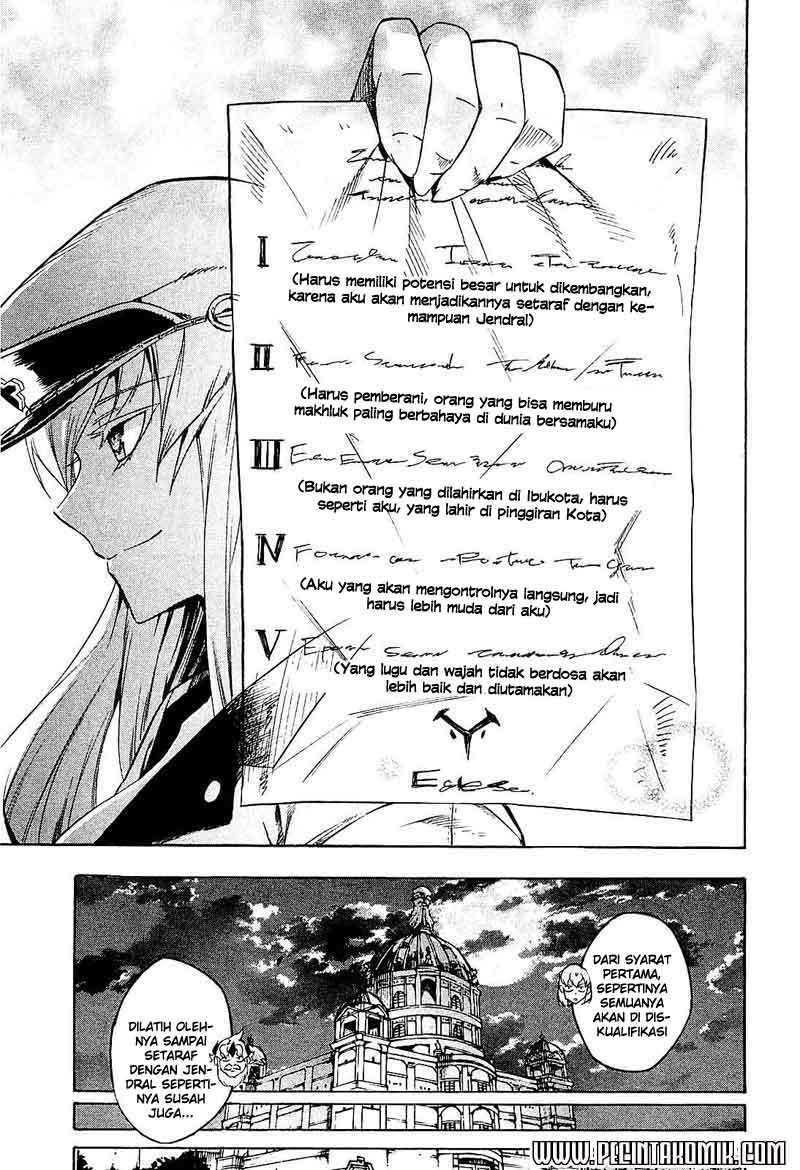 I
(Harus memiliki potensi besar untuk dikembangkan,
karena aku akan menjadikannya setaraf dengan ke-
mampuan Jendral)
II
(Harus pemberani, orang yang bisa memburu
makhluk paling berbahaya di dunia bersamaku)
III
(Bukan orang yang dilahirkan di Ibukota, harus
seperti aku, yang lahir di pinggiran Kota)
IV
(Aku yang akan mengontrolnya langsung, jadi
harus lebih muda dari aku)
V
(Yang lugu dan wajah tidak berdosa akan
lebih baik dan diutamakan)
DARI SYARAT
PERTAMA,
SEPERTINYA
SEMUANYA
AKAN DI DIS-
KUALIFIKASI
DILATIH OLEH-
NYA SAMPAI
SETARAF
DENGAN JEN-
DRAL SEPERTI-
NYA SUSAH
JUGA...
WWW.PECINTAKOMIK.COM